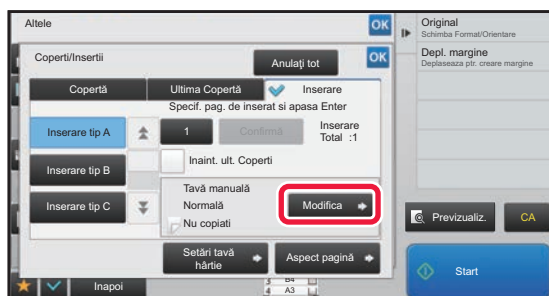 Altele
OK
Coperti/Insertii
Anulați tot
OK
Copertă
Ultima Copertă
Inserare
Specif. pag. de inserat si apasa Enter
Inserare tip A
1
Confirmă
Inserare
Total :1
Inaint. ult. Coperti
Inserare tip B
Tavă manuală
Normală
Nu copiati
Modifica
Inserare tip C
Setări tavă
hârtie
Aspect pagină
Inapoi
3 B4
4 A3
Original
Schimba Format/Orientare
Depl. margine
Deplaseaza ptr. creare margine
Previzualiz.
CA
Start